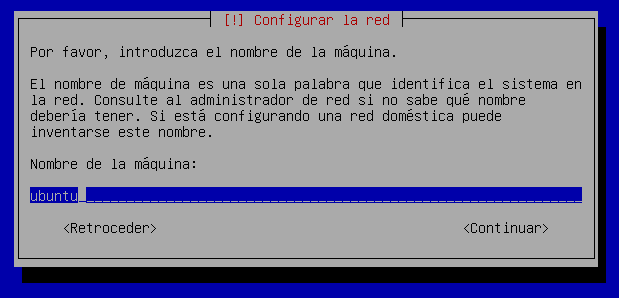 [!] Configurar la red
Por favor, introduzca el nombre de la máquina.
El nombre de máquina es una sola palabra que identifica el sistema en
la red. Consulte al administrador de red si no sabe qué nombre
debería tener. Si está configurando una red doméstica puede
inventarse este nombre.
Nombre de la máquina:
ubuntu
<Retroceder> <Continuar>